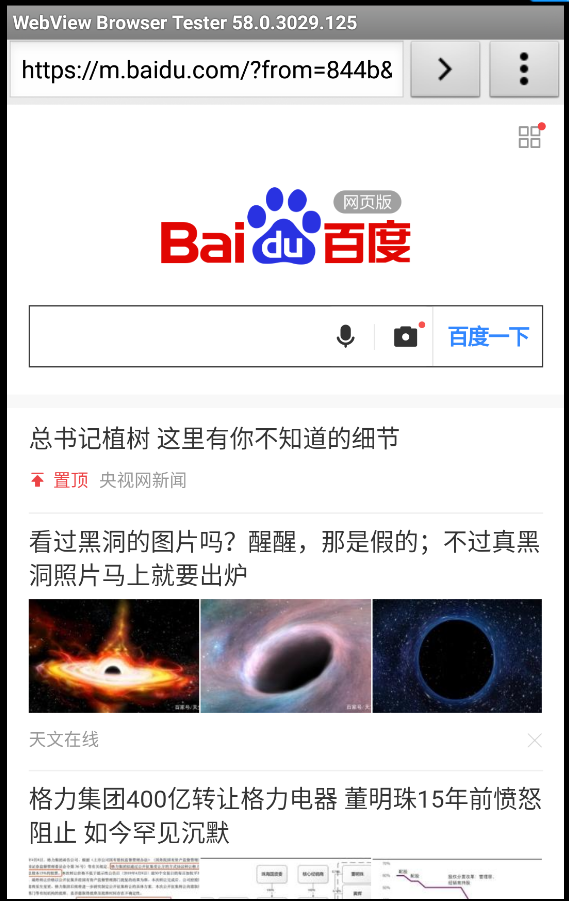 WebView Browser Tester 58.0.3029.125
https://m.baidu.com/?from=844b&
网页版
Bai du 百度
百度一下
总书记植树 这里有你不知道的细节
置顶 央视网新闻
看过黑洞的图片吗？醒醒，那是假的；不过真黑
洞照片马上就要出炉
天文在线
格力集团400亿转让格力电器 董明珠15年前愤怒
阻止 如今罕见沉默